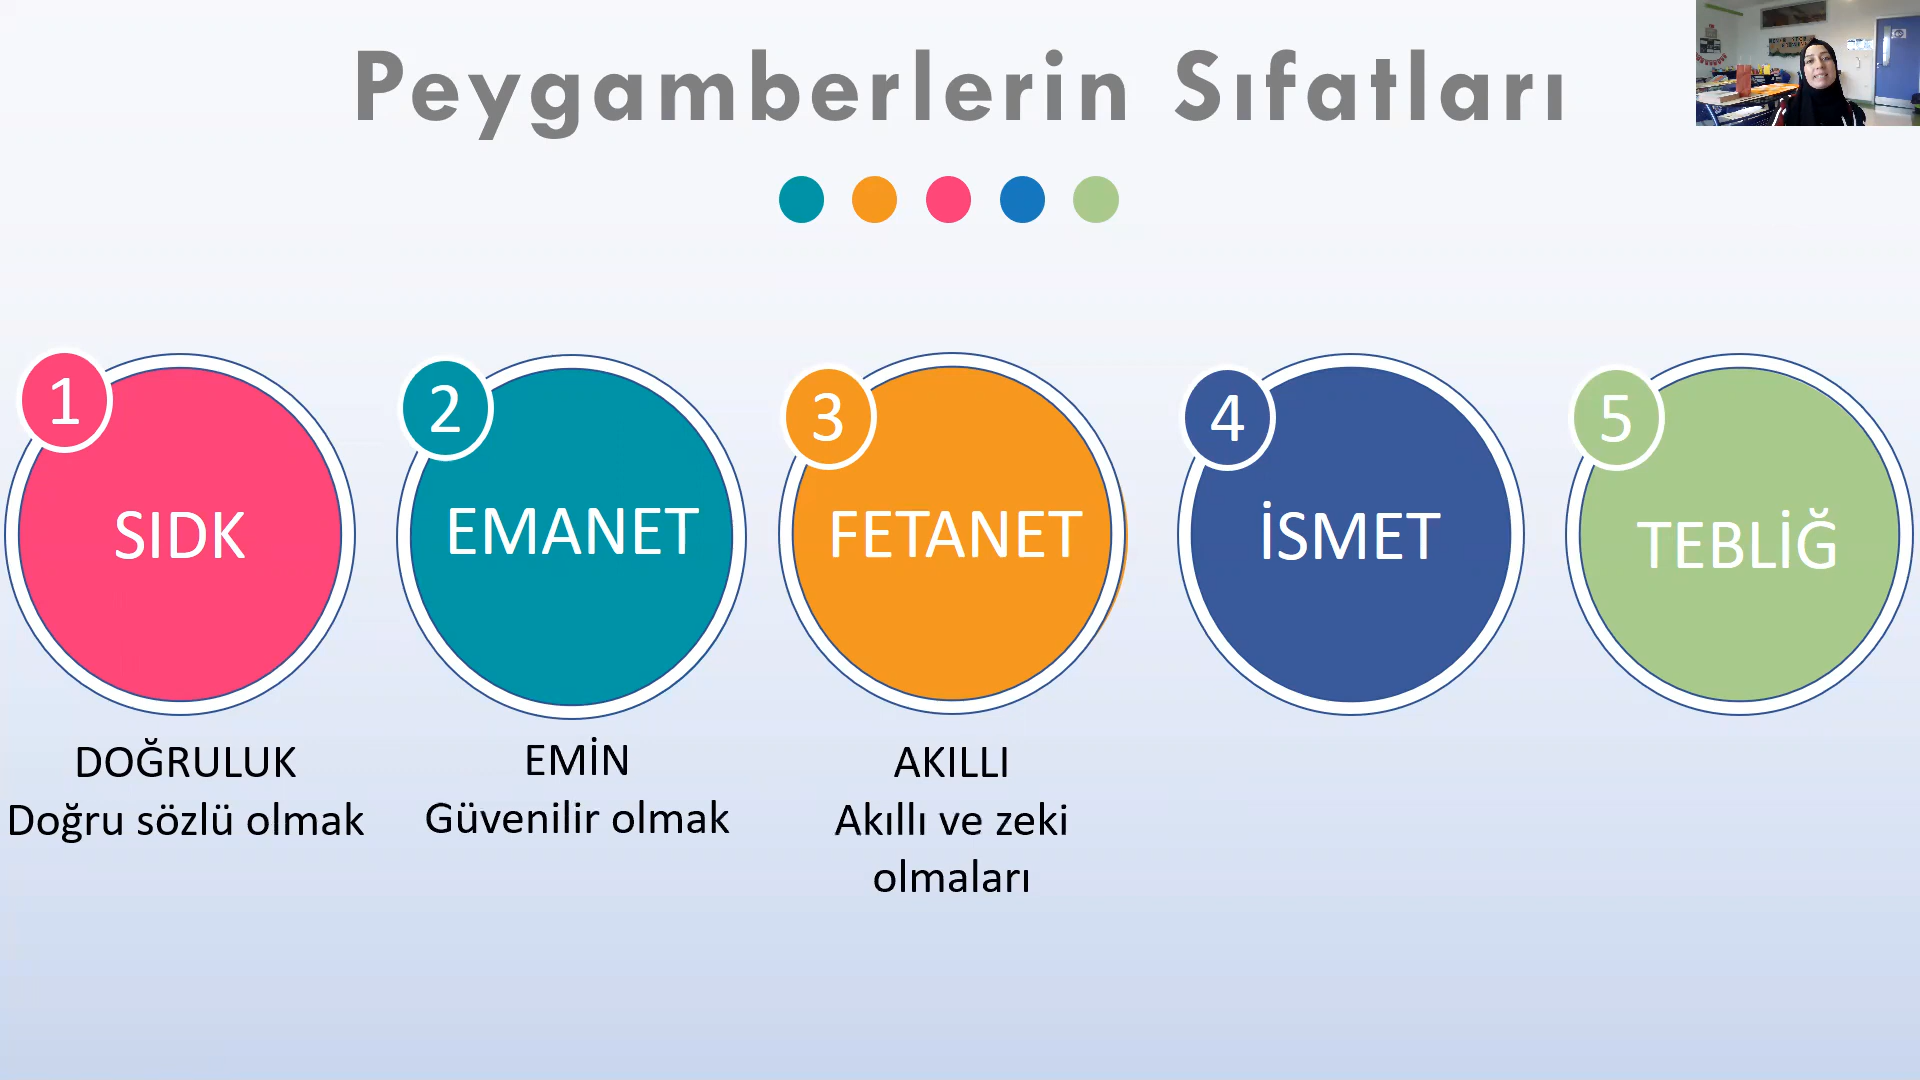 Peygamberlerin Sıfatları
1
SIDK
DOĞRULUK
Doğru sözlü olmak
2
EMANET
EMİN
Güvenilir olmak
3
FETANET
AKILLI
Akıllı ve zeki
olmaları
4
İSMET
5
TEBLİĞ